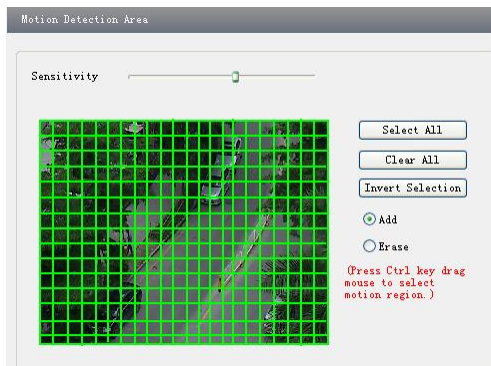 Motion Detection Area
Sensitivity
Select All
Clear All
Invert Selection
Add
Erase
(Press Ctrl key drag
mouse to select
motion region.)